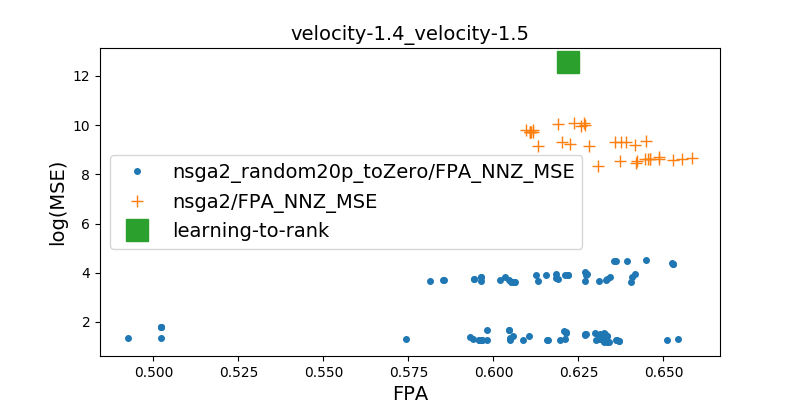 velocity-1.4_velocity-1.5
12
10
8
6
4
2
log(MSE)
nsga2_random20p_toZero/FPA_NNZ_MSE
nsga2/FPA_NNZ_MSE
learning-to-rank
0.500 0.525 0.550 0.575 0.600 0.625 0.650
FPA